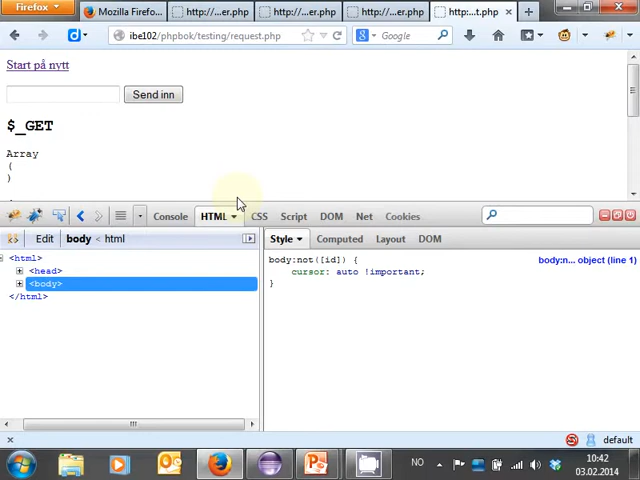 Firefox
Mozilla Firefo...
http://...er.php
http://...er.php
http://...er.php
http:...t.php
ibe102/phpbok/testing/request.php
Google
Start på nytt
Send inn
$_GET
Array
(
)
Console
HTML
CSS
Script
DOM
Net
Cookies
Edit
body < html
Style
Computed
Layout
DOM
<html>
<head>
<body>
</html>
body:not([id]) {
body:n... object (line 1)
cursor: auto !important;
}
default
NO
10:42
03.02.2014